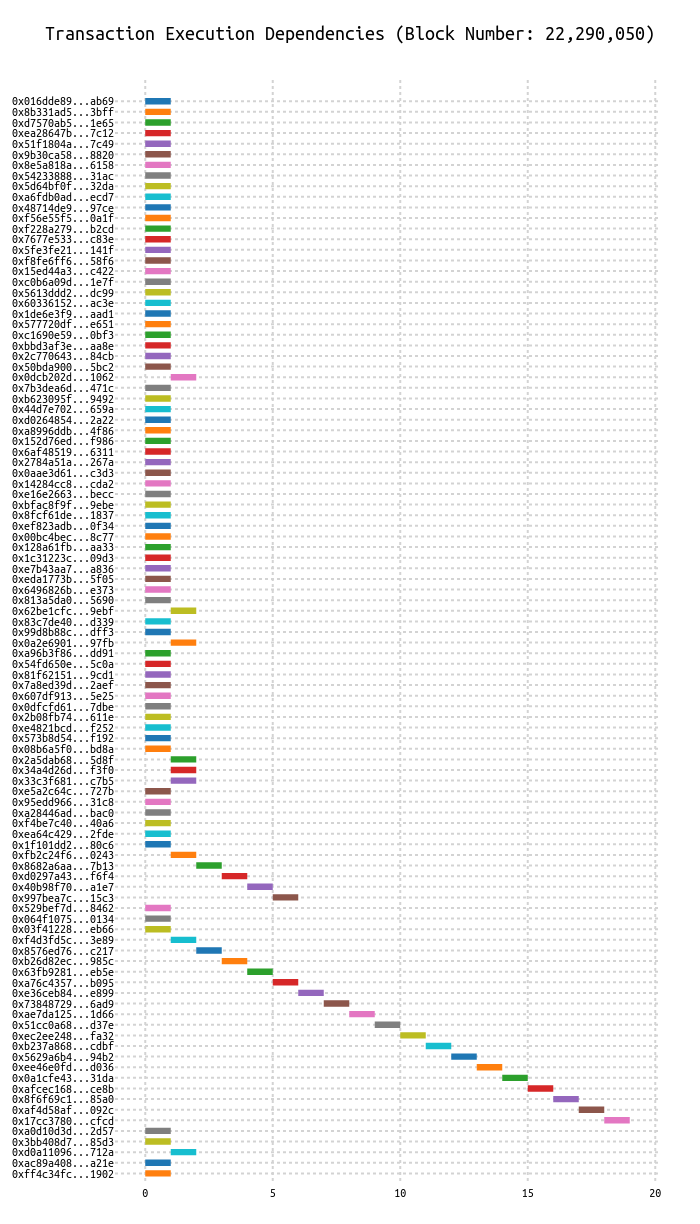 Transaction Execution Dependencies (Block Number: 22,290,050)
0x016dde89...ab69
0x8b331ad5...3bff
0xd7570ab5...1e65
0xea28647b...7c12
0x51f1804a...7c49
0x9b30ca58...8820
0x8e5a818a...6158
0x54233888...31ac
0x5d64bf0f...32da
0xa6fdb0ad...ecd7
0x48714de9...97ce
0xf56e55f5...0a1f
0xf228a279...b2cd
0x7677e533...c83e
0x5fe3fe21...141f
0xf8fe6ff6...58f6
0x15ed44a3...c422
0xc0b6a09d...1e7f
0x5613ddd2...dc99
0x60336152...ac3e
0x1de6e3f9...aad1
0x577720df...e651
0xc1690e59...0bf3
0xbbd3af3e...aa8e
0x2c770643...84cb
0x50bda900...5bc2
0x0dcb202d...1062
0x7b3dea6d...471c
0xb623095f...9492
0x44d7e702...659a
0xd0264854...2a22
0xa8996ddb...4f86
0x152d76ed...f986
0x6af48519...6311
0x2784a51a...267a
0x0aae3d61...c3d3
0x14284cc8...cda2
0xe16e2663...becc
0xbfac8f9f...9ebe
0x8fcf61de...1837
0xef823adb...0f34
0x00bc4bec...8c77
0x128a61fb...aa33
0x1c31223c...09d3
0xe7b43aa7...a836
0xeda1773b...5f05
0x6496826b...e373
0x813a5da0...5690
0x62be1cfc...9ebf
0x83c7de40...d339
0x99d8b88c...dff3
0x0a2e6901...97fb
0xa96b3f86...dd91
0x54fd650e...5c0a
0x81f62151...9cd1
0x7a8ed39d...2aef
0x607df913...5e25
0x0dfcfd61...7dbe
0x2b08fb74...611e
0xe4821bcd...f252
0x573b8d54...f192
0x08b6a5f0...bd8a
0x2a5dab68...5d8f
0x34a4d26d...f3f0
0x33c3f681...c7b5
0xe5a2c64c...727b
0x95edd966...31c8
0xa28446ad...bac0
0xf4be7c40...40a6
0xea64c429...2fde
0x1f101dd2...80c6
0xfb2c24f6...0243
0x8682a6aa...7b13
0xd0297a43...f6f4
0x40b98f70...a1e7
0x997bea7c...15c3
0x529bef7d...8462
0x064f1075...0134
0x03f41228...eb66
0xf4d3fd5c...3e89
0x8576ed76...c217
0xb26d82ec...985c
0x63fb9281...eb5e
0xa76c4357...b095
0xe36ceb84...e899
0x73848729...6ad9
0xae7da125...1d66
0x51cc0a68...d37e
0xec2ee248...fa32
0xb237a868...cdbf
0x5629a6b4...94b2
0xee46e0fd...d036
0x0a1cfe43...31da
0xafcec168...ce8b
0x8f6f69c1...85a0
0xaf4d58af...092c
0x17cc3780...cfcd
0xa0d10d3d...2d57
0x3bb408d7...85d3
0xd0a11096...712a
0xac89a408...a21e
0xff4c34fc...1902
0 5 10 15 20